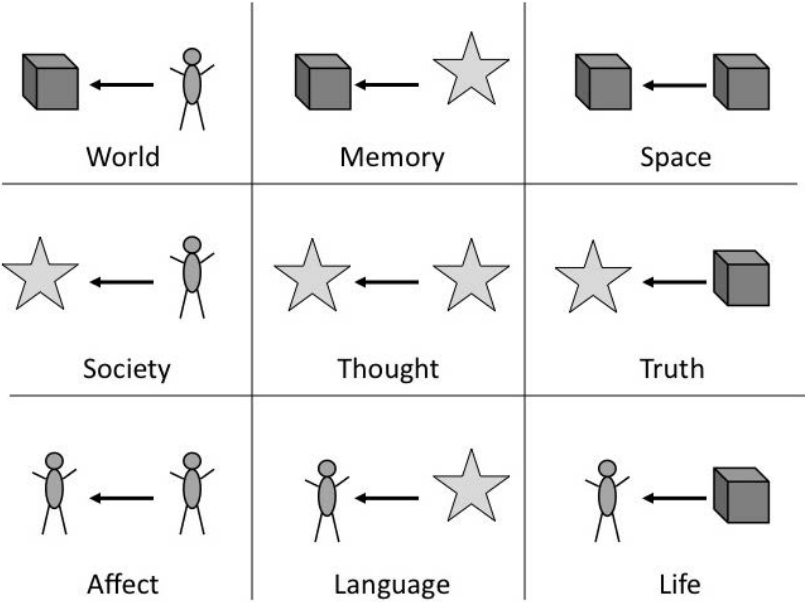 World
Memory
Space
Society
Thought
Truth
Affect
Language
Life